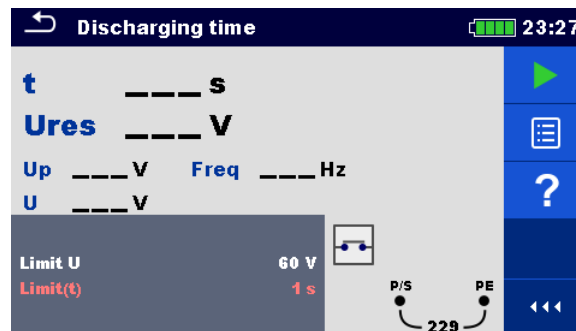 Discharging time 23:27
t ___ s
Ures ___ V
Up ___ V Freq ___ Hz
U ___ V
?
Limit U 60 V
Limit(t) 1 s
P/S PE
229